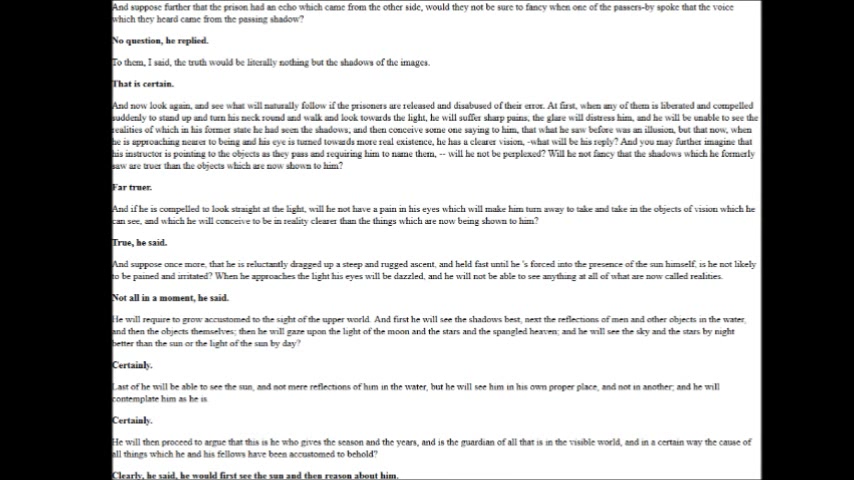 And suppose further that the prison had an echo which came from the other side, would they not be sure to fancy when one of the passers-by spoke that the voice
which they heard came from the passing shadow?
No question, he replied.
To them, I said, the truth would be literally nothing but the shadows of the images.
That is certain.
And now look again, and see what will naturally follow if the prisoners are released and disabused of their error. At first, when any of them is liberated and compelled
suddenly to stand up and turn his neck round and walk and look towards the light, he will suffer sharp pains; the glare will distress him, and he will be unable to see the
realities of which in his former state he had seen the shadows; and then conceive some one saying to him, that what he saw before was an illusion, but that now, when
he is approaching nearer to being and his eye is turned towards more real existence, he has a clearer vision, -what will be his reply? And you may further imagine that
his instructor is pointing to the objects as they pass and requiring him to name them, -- will he not be perplexed? Will he not fancy that the shadows which he formerly
saw are truer than the objects which are now shown to him?
Far truer.
And if he is compelled to look straight at the light, will he not have a pain in his eyes which will make him turn away to take and take in the objects of vision which he
can see, and which he will conceive to be in reality clearer than the things which are now being shown to him?
True, he said.
And suppose once more, that he is reluctantly dragged up a steep and rugged ascent, and held fast until he 's forced into the presence of the sun himself, is he not likely
to be pained and irritated? When he approaches the light his eyes will be dazzled, and he will not be able to see anything at all of what are now called realities.
Not all in a moment, he said.
He will require to grow accustomed to the sight of the upper world. And first he will see the shadows best, next the reflections of men and other objects in the water,
and then the objects themselves; then he will gaze upon the light of the moon and the stars and the spangled heaven; and he will see the sky and the stars by night
better than the sun or the light of the sun by day?
Certainly.
Last of he will be able to see the sun, and not mere reflections of him in the water, but he will see him in his own proper place, and not in another; and he will
contemplate him as he is.
Certainly.
He will then proceed to argue that this is he who gives the season and the years, and is the guardian of all that is in the visible world, and in a certain way the cause of
all things which he and his fellows have been accustomed to behold?
Clearly, he said, he would first see the sun and then reason about him.